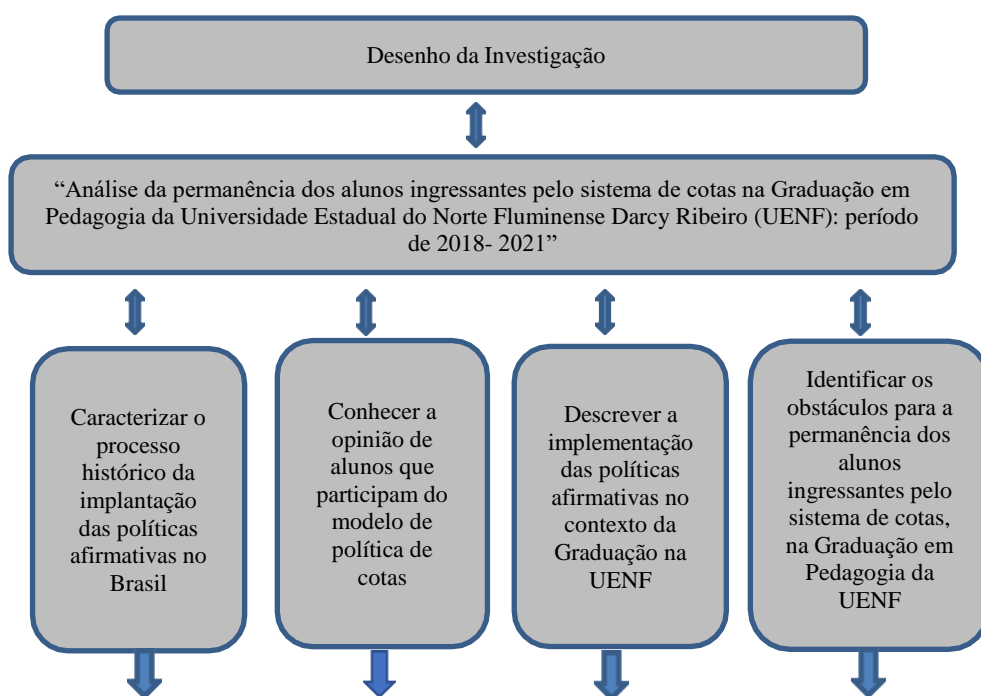 Desenho da Investigação
“Análise da permanência dos alunos ingressantes pelo sistema de cotas na Graduação em
Pedagogia da Universidade Estadual do Norte Fluminense Darcy Ribeiro (UENF): período
de 2018- 2021”
Caracterizar o
processo
histórico da
implantação
das políticas
afirmativas no
Brasil
Conhecer a
opinião de
alunos que
participam do
modelo de
política de
cotas
Descrever a
implementação
das políticas
afirmativas no
contexto da
Graduação na
UENF
Identificar os
obstáculos para a
permanência dos
alunos
ingressantes pelo
sistema de cotas,
na Graduação em
Pedagogia da
UENF